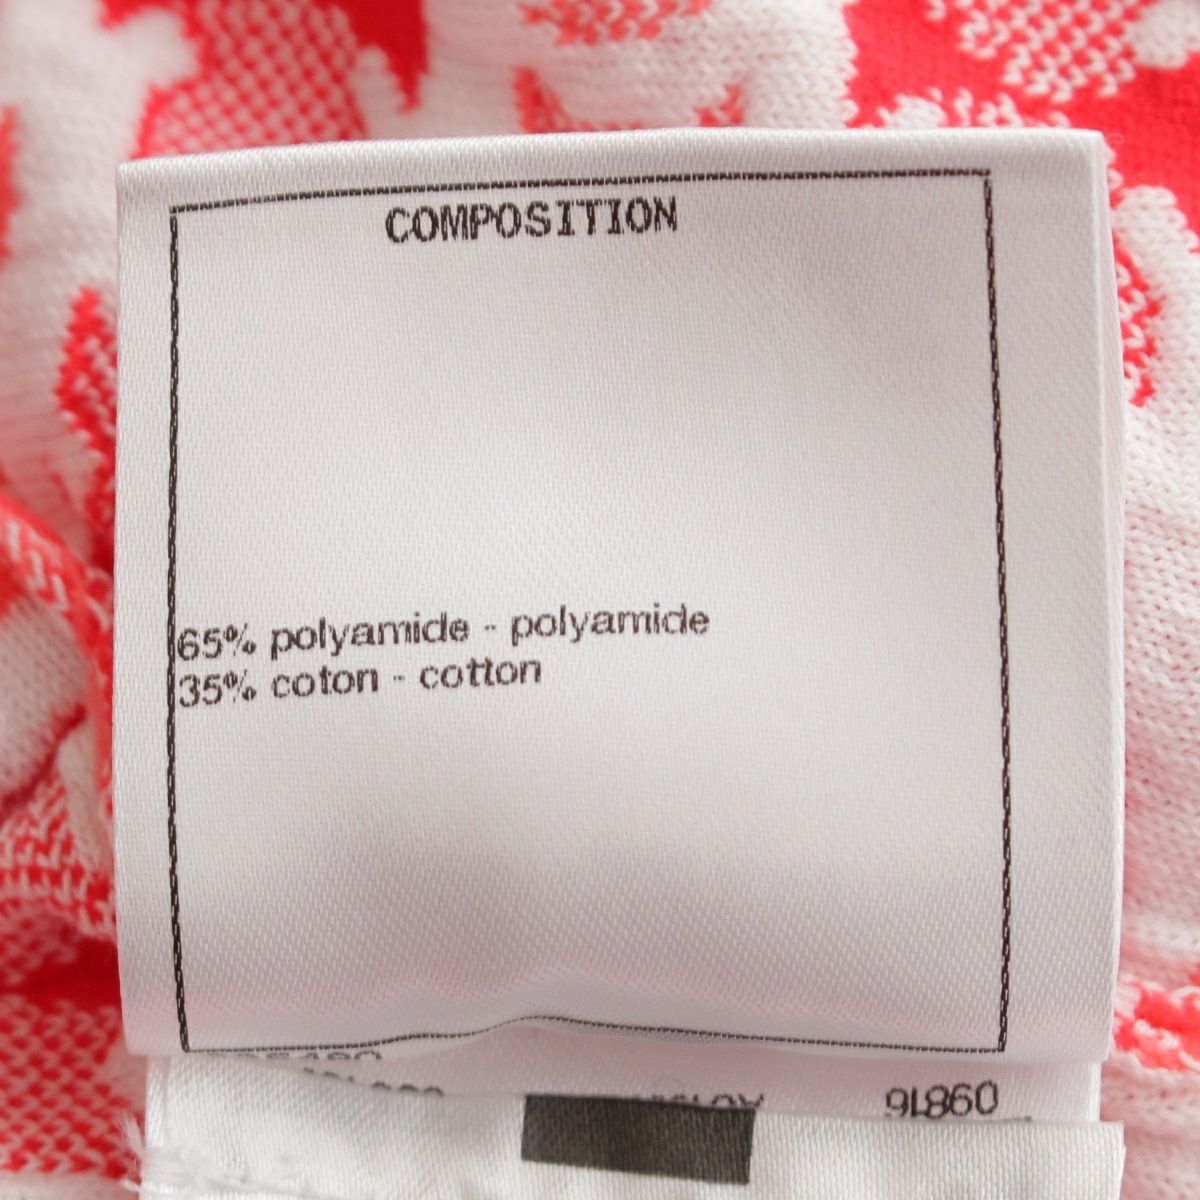 COMPOSITION
65% polyamide - polyamide
35% coton - cotton